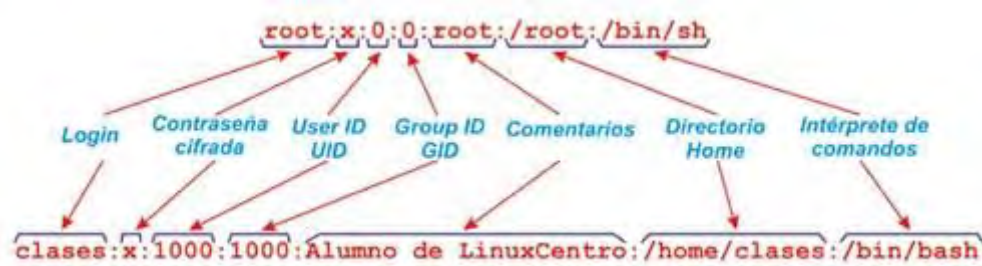 root:x:0:0:root:/root:/bin/sh
Login
Contraseña
cifrada
User ID
UID
Group ID
GID
Comentarios
Directorio
Home
Intérprete de
comandos
clases:x:1000:1000:Alumno de LinuxCentro:/home/clases:/bin/bash